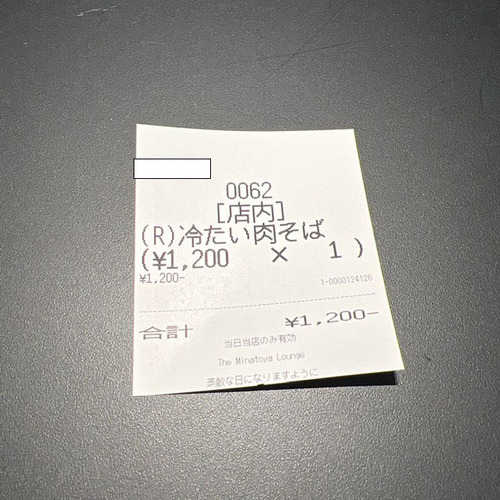 0062
[店内]
(R)冷たい肉そば
(¥1,200 × 1 )
¥1,200-
1-0000124126
合計 ¥1,200-
当日当店のみ有効
The Minatoya Lounge
素敵な日になりますように